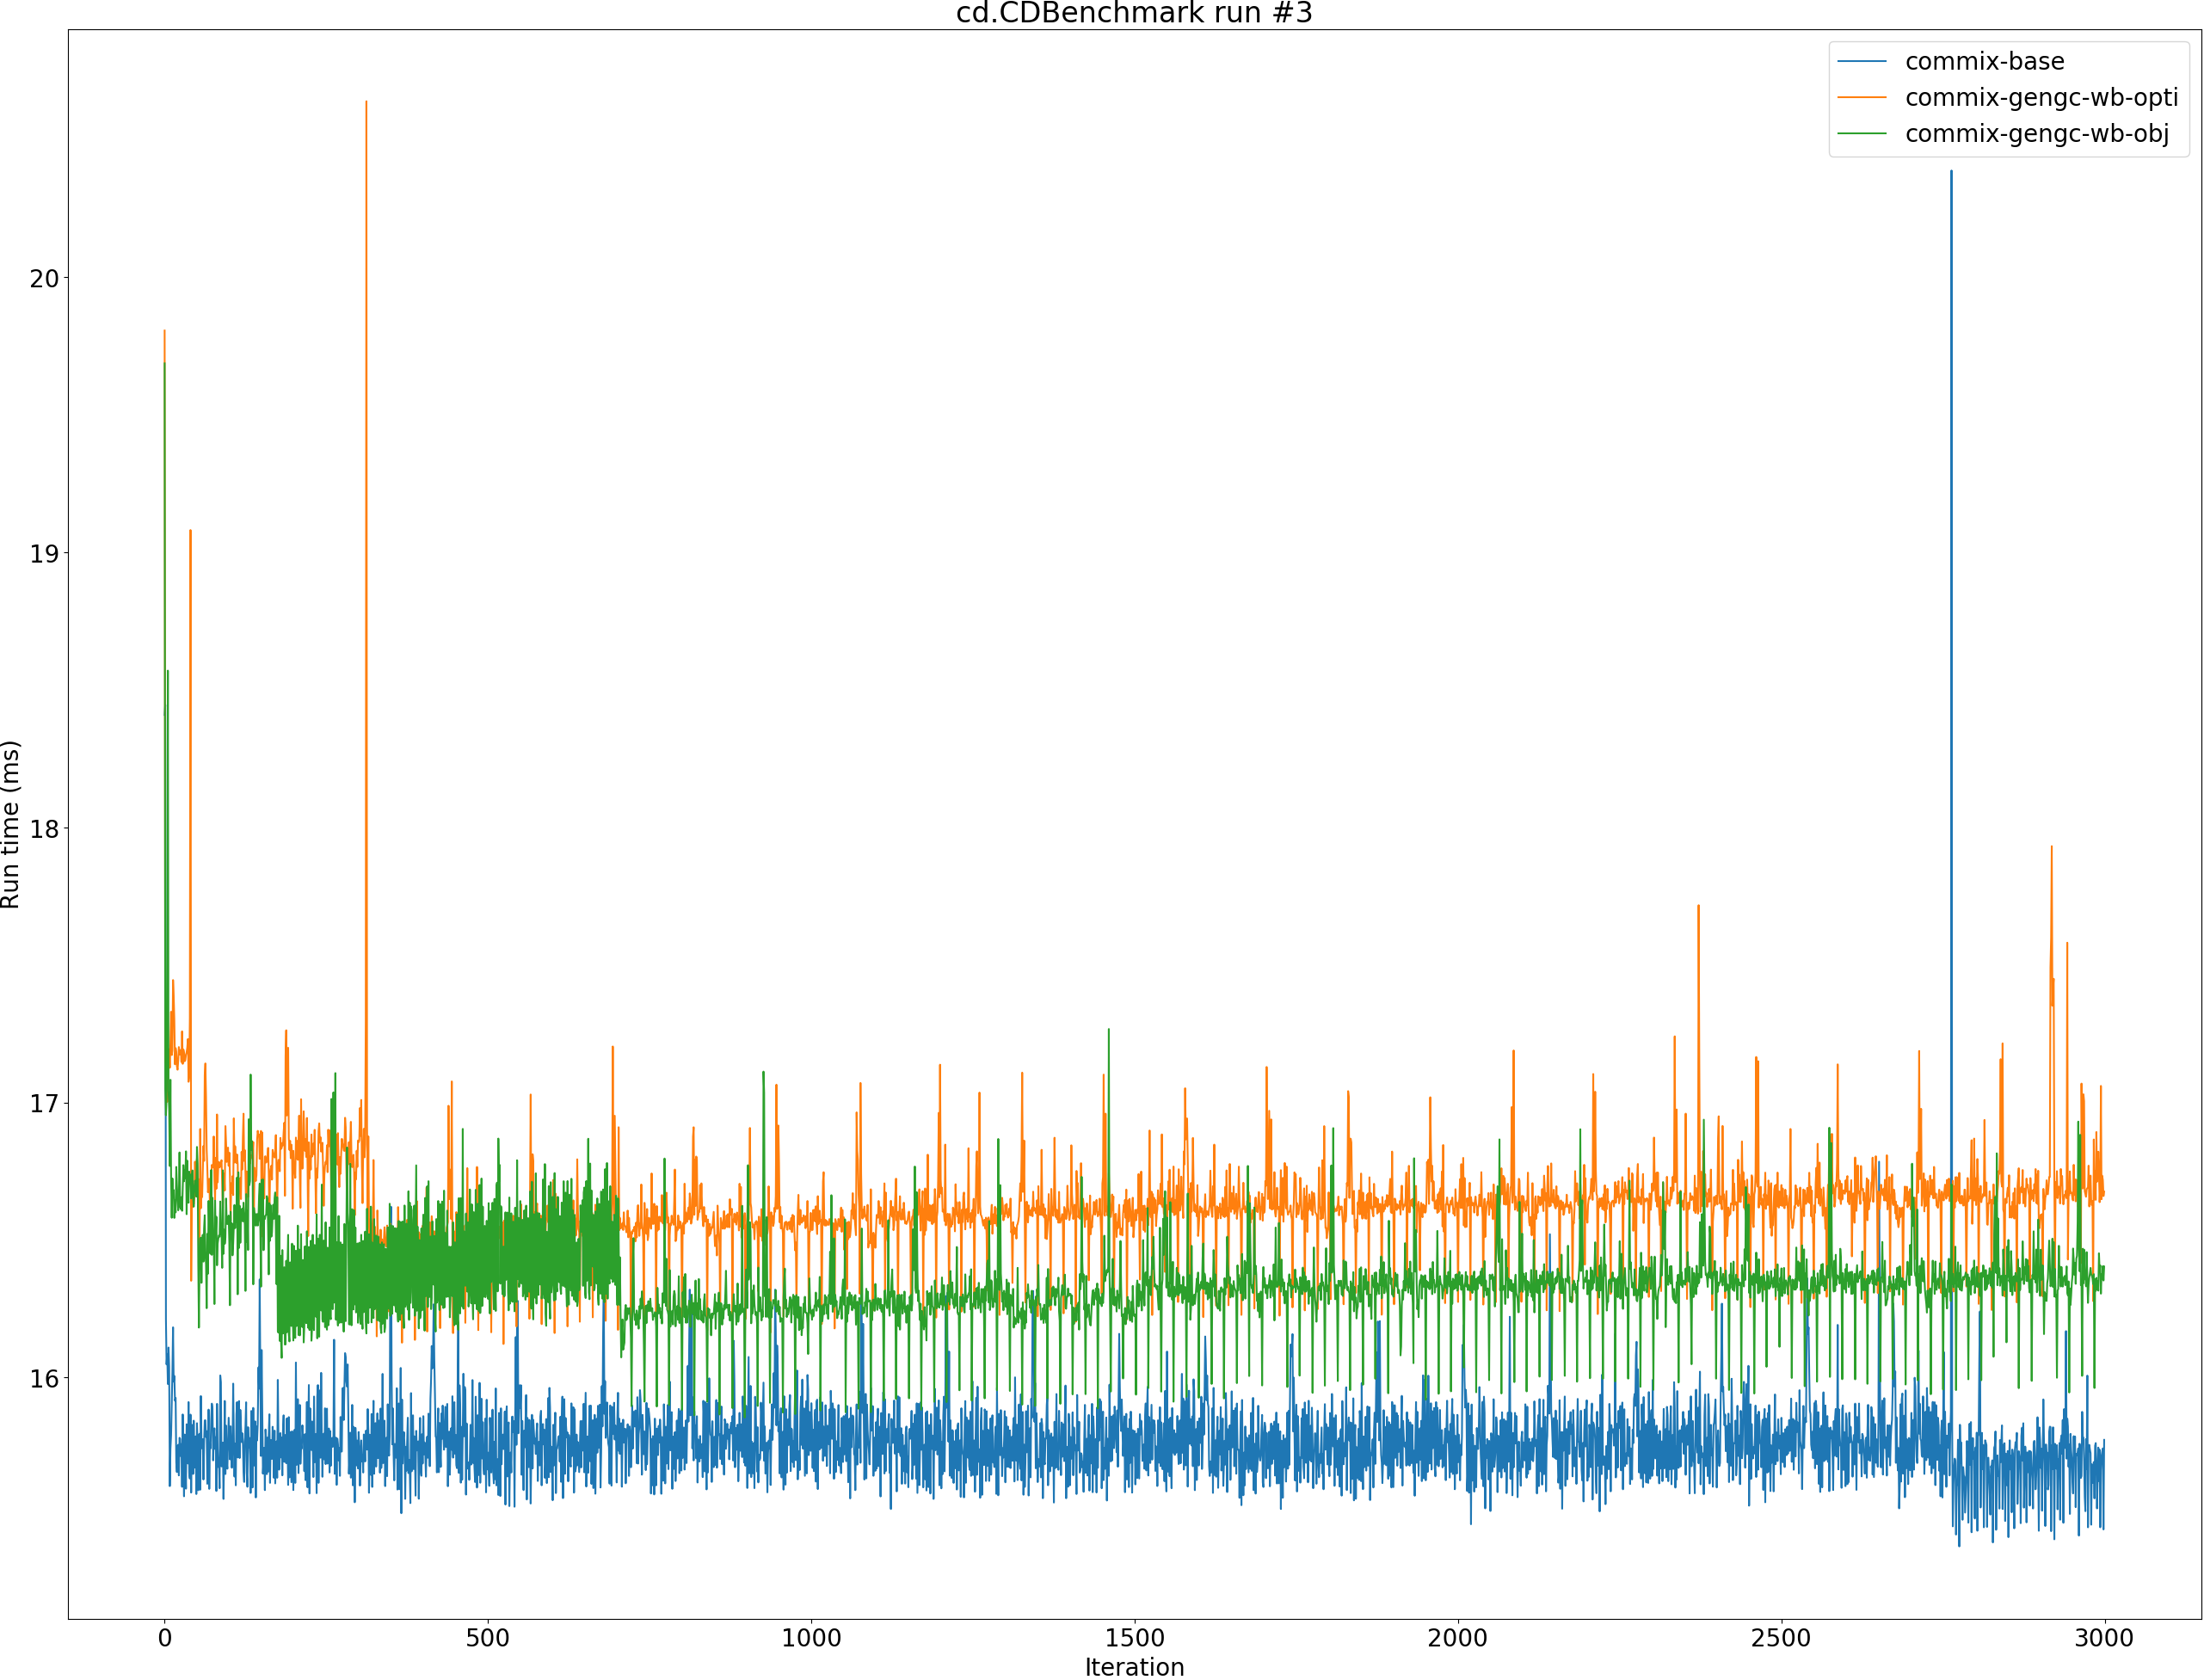 cd.CDBenchmark run #3
commix-base
commix-gengc-wb-opti
commix-gengc-wb-obj
Run time (ms)
20
19
18
17
16
0 500 1000 1500 2000 2500 3000
Iteration